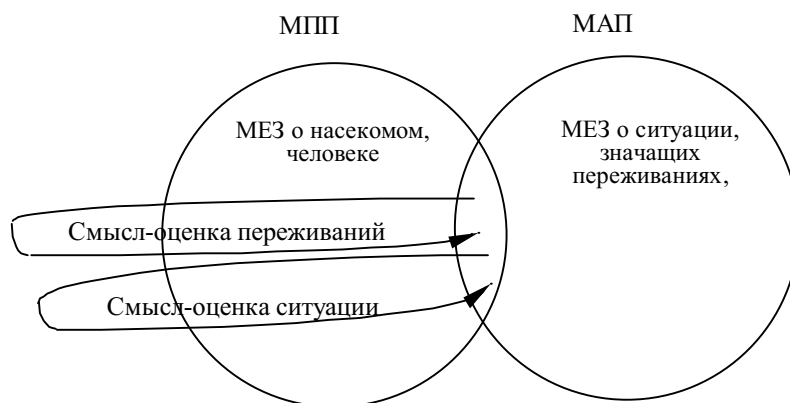 МПП
МАП
МЕЗ о насекомом,
человеке
МЕЗ о ситуации,
значащих
переживаниях,
Смысл-оценка переживаний
Смысл-оценка ситуации